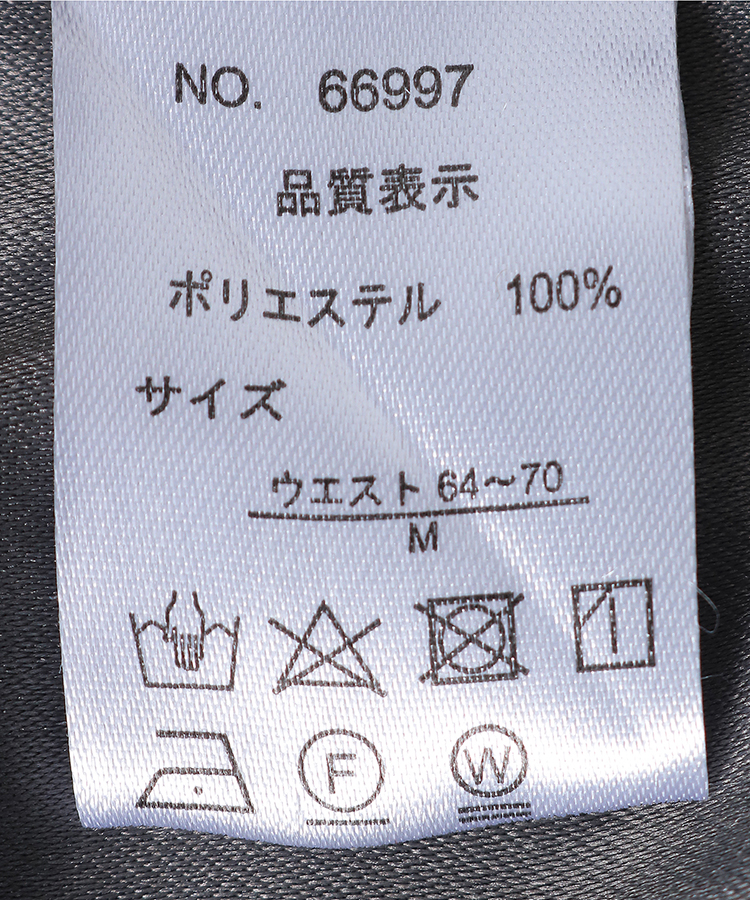 NO. 66997
品質表示
ポリエステル 100%
サイズ
ウエスト 64～70
M
F
W